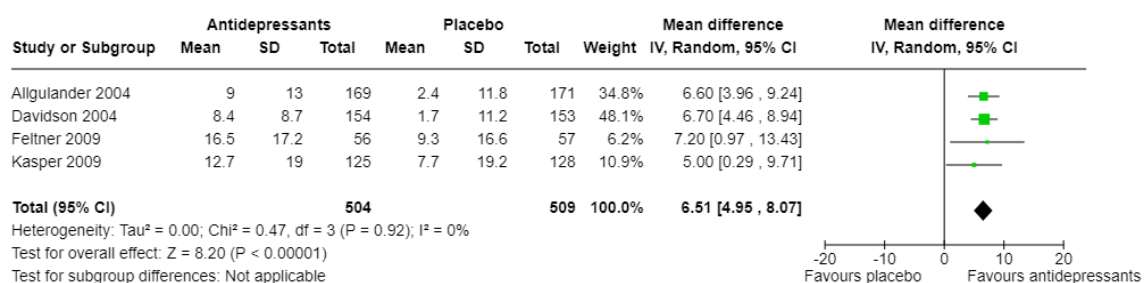 Antidepressants Placebo Mean difference Mean difference
Study or Subgroup Mean SD Total Mean SD Total Weight IV, Random, 95% CI IV, Random, 95% CI
Allgulander 2004 9 13 169 2.4 11.8 171 34.8% 6.60 [3.96 , 9.24]
Davidson 2004 8.4 8.7 154 1.7 11.2 153 48.1% 6.70 [4.46 , 8.94]
Feltner 2009 16.5 17.2 56 9.3 16.6 57 6.2% 7.20 [0.97 , 13.43]
Kasper 2009 12.7 19 125 7.7 19.2 128 10.9% 5.00 [0.29 , 9.71]
Total (95% CI) 504 509 100.0% 6.51 [4.95 , 8.07]
Heterogeneity: Tau² = 0.00; Chi² = 0.47, df = 3 (P = 0.92); I² = 0%
Test for overall effect: Z = 8.20 (P < 0.00001)
-20 -10 0 10 20
Test for subgroup differences: Not applicable Favours placebo Favours antidepressants